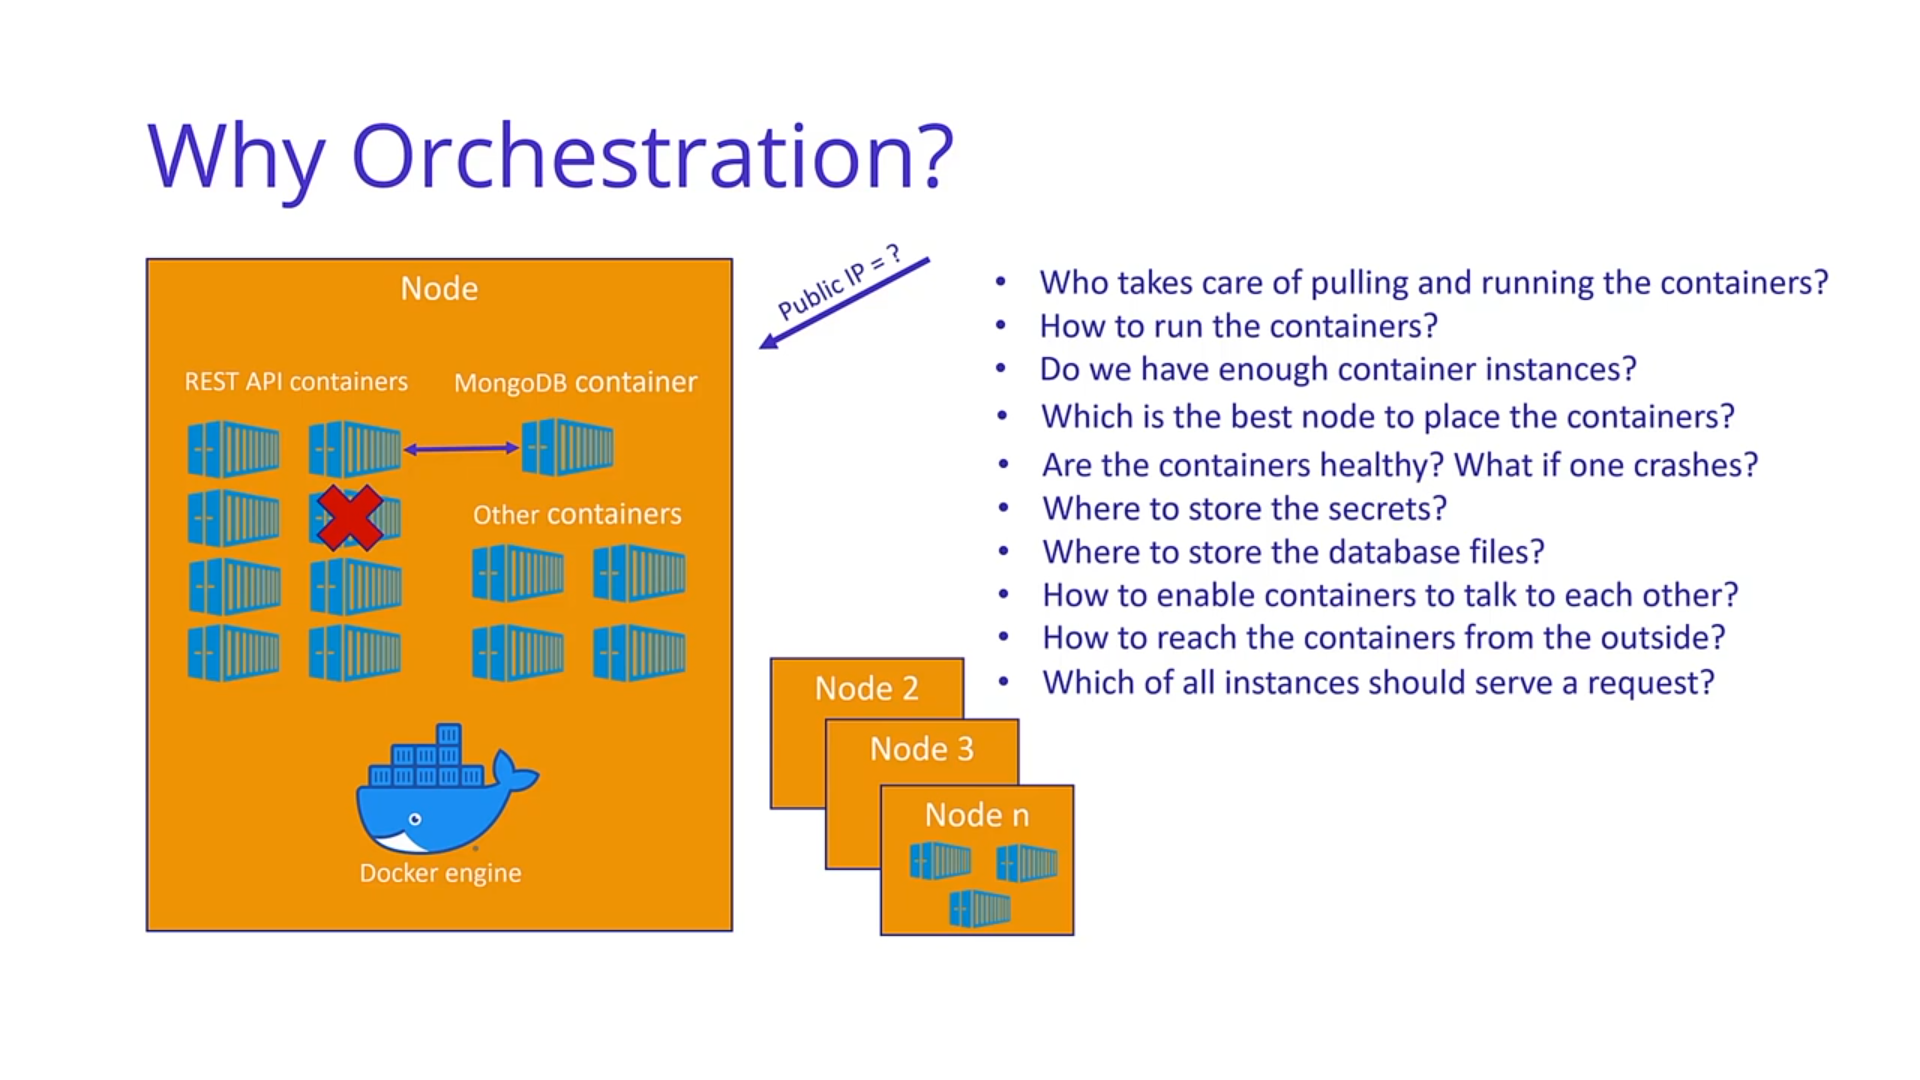 Why Orchestration?
Node
REST API containers
MongoDB container
Other containers
Docker engine
Public IP = ?
Node 2
Node 3
Node n
• Who takes care of pulling and running the containers?
• How to run the containers?
• Do we have enough container instances?
• Which is the best node to place the containers?
• Are the containers healthy? What if one crashes?
• Where to store the secrets?
• Where to store the database files?
• How to enable containers to talk to each other?
• How to reach the containers from the outside?
• Which of all instances should serve a request?